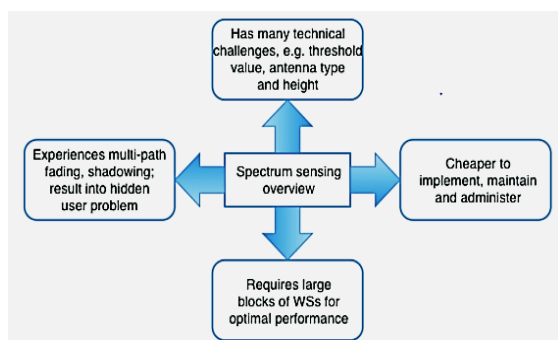 Has many technical
challenges, e.g. threshold
value, antenna type
and height
Experiences multi-path
fading, shadowing;
result into hidden
user problem
Spectrum sensing
overview
Cheaper to
implement, maintain
and administer
Requires large
blocks of WSs for
optimal performance